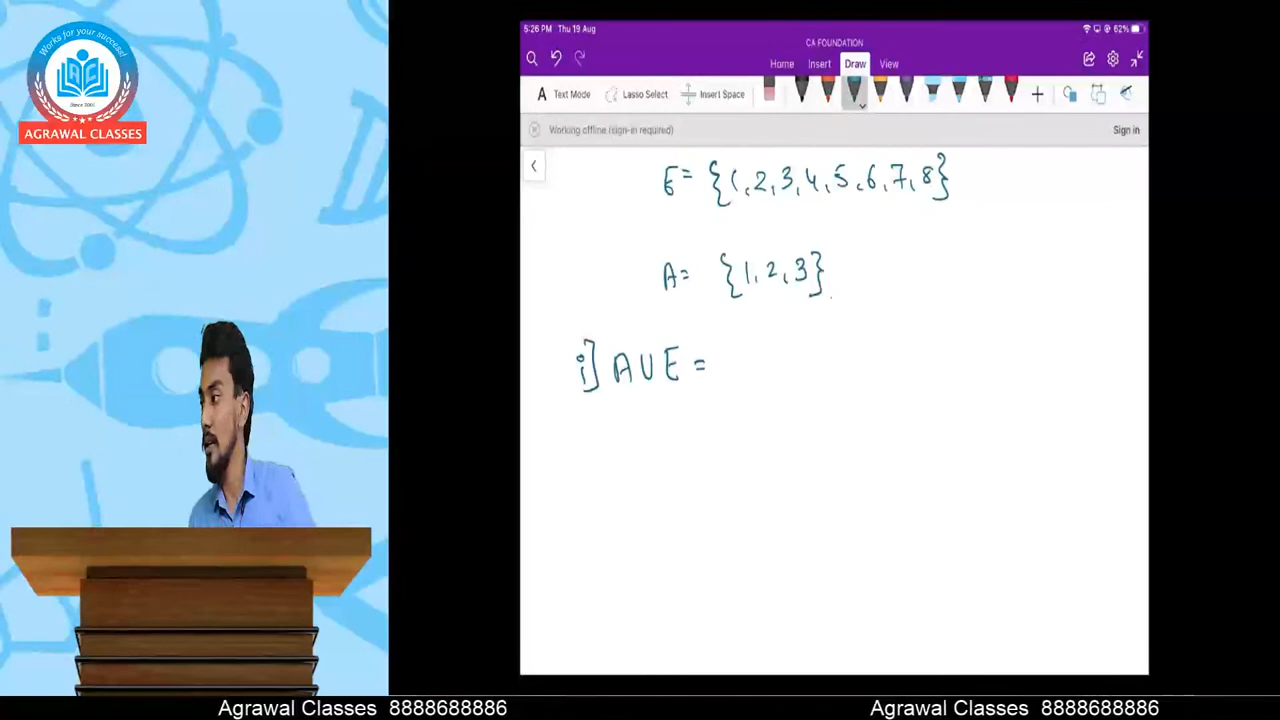 Works for your success!
AE
Since 2001
AGRAWAL CLASSES
5:26 PM Thu 19 Aug
62%
CA FOUNDATION
Home Insert Draw View
A Text Mode Lasso Select Insert Space
Working offline (sign-in required) Sign in
E= {1,2,3,4,5,6,7,8}
A= {1,2,3}
i] A∪E =
Agrawal Classes 8888688886 Agrawal Classes 8888688886